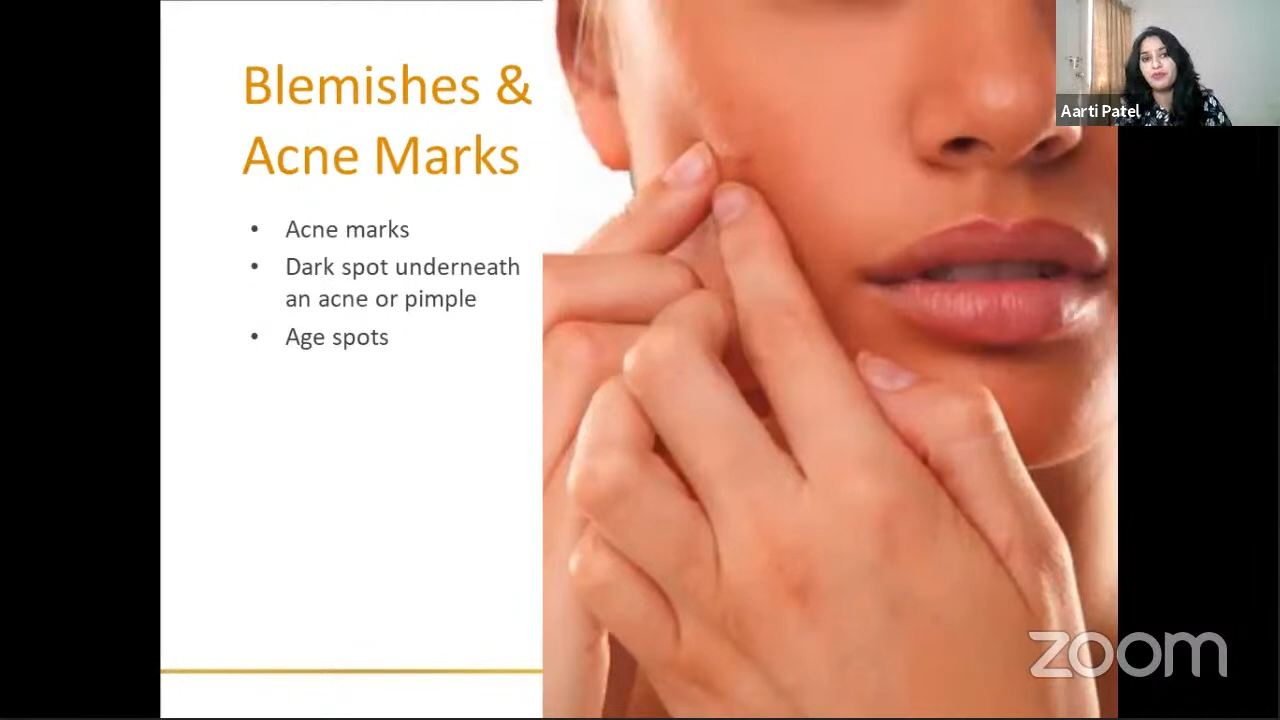 Blemishes &
Acne Marks
• Acne marks
• Dark spot underneath
an acne or pimple
• Age spots
Aarti Patel
zoom